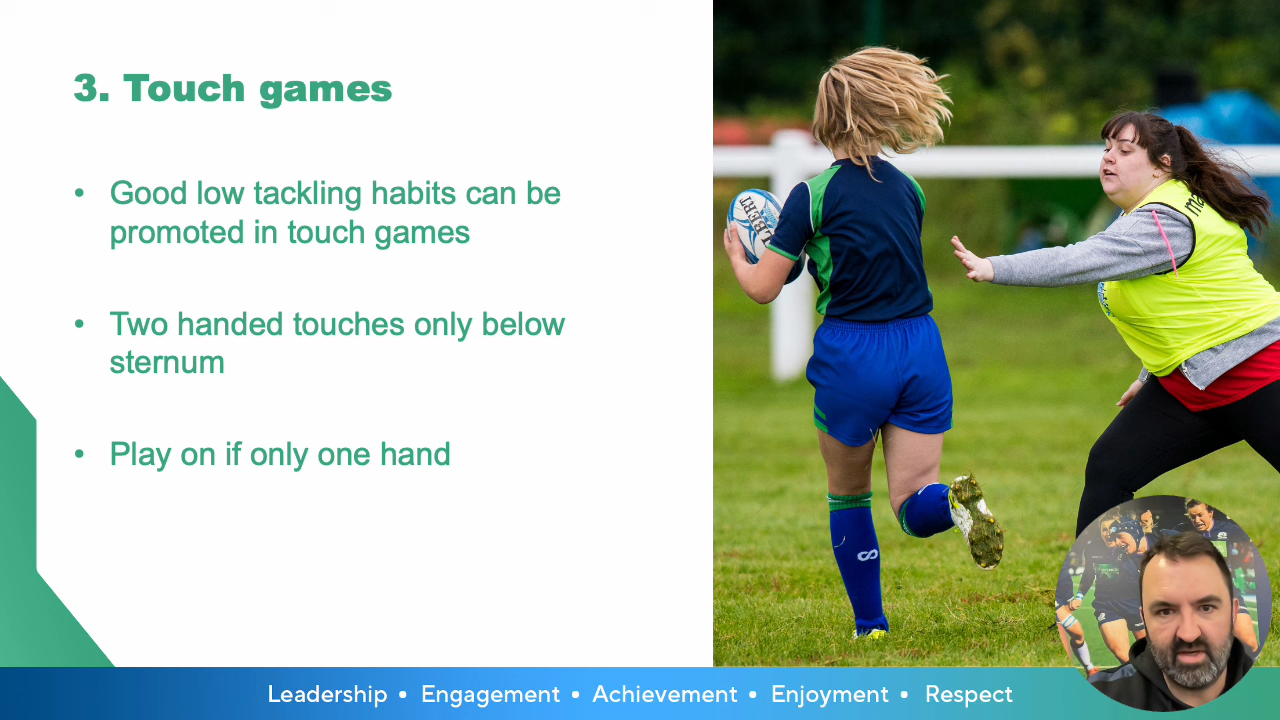 3. Touch games
• Good low tackling habits can be
promoted in touch games
• Two handed touches only below
sternum
• Play on if only one hand
Leadership • Engagement • Achievement • Enjoyment • Respect